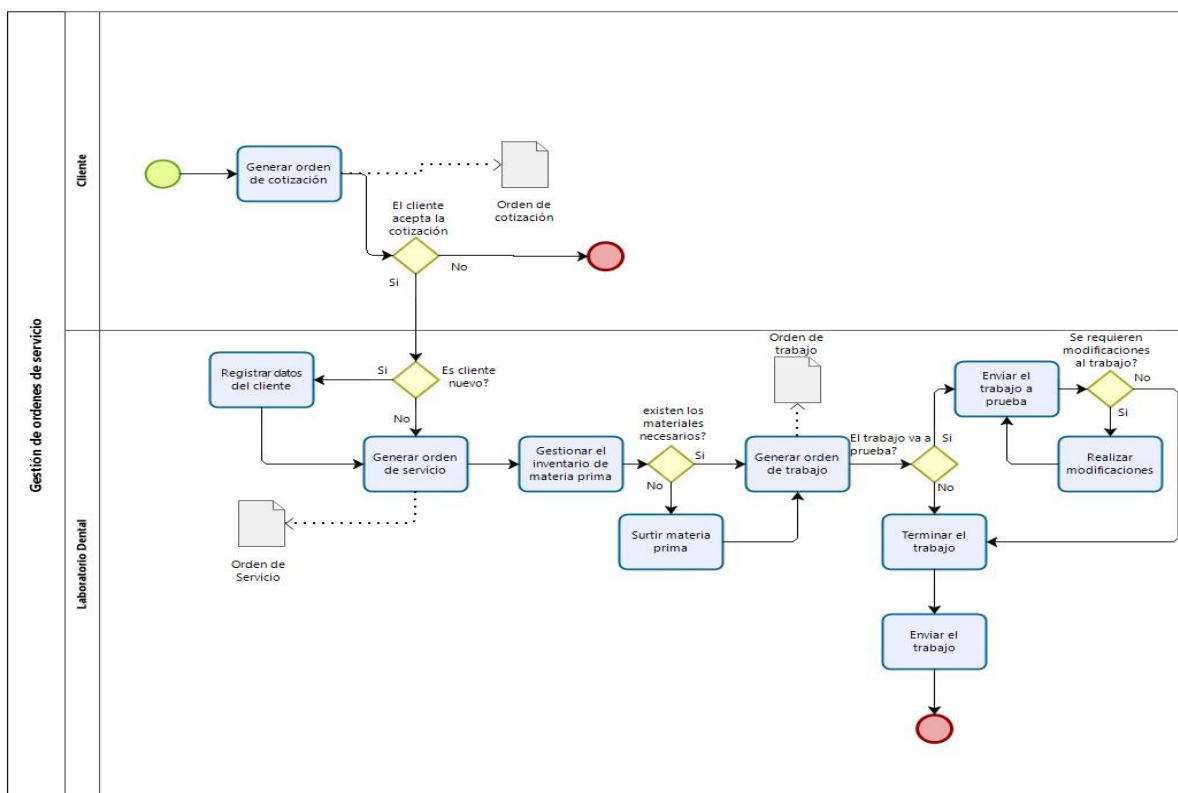 Gestión de ordenes de servicio
Cliente
Generar orden
de cotización
Orden de
cotización
El cliente
acepta la
cotización
No
Si
Laboratorio Dental
Registrar datos
del cliente
Si
Es cliente
nuevo?
No
Generar orden
de servicio
Orden de
Servicio
Gestionar el
inventario de
materia prima
existen los
materiales
necesarios?
Si
No
Surtir materia
prima
Orden de
trabajo
Generar orden
de trabajo
El trabajo va a
prueba?
Si
No
Enviar el
trabajo a
prueba
Se requieren
modificaciones
al trabajo?
No
Si
Realizar
modificaciones
Terminar el
trabajo
Enviar el
trabajo